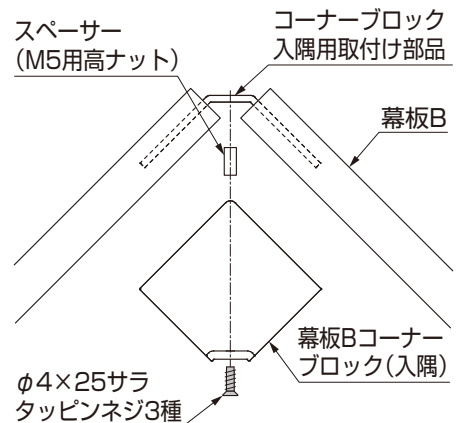 スペーサー
(M5用高ナット)
コーナーブロック
入隅用取付け部品
幕板B
幕板Bコーナー
ブロック(入隅)
φ4×25サラ
タッピンネジ3種